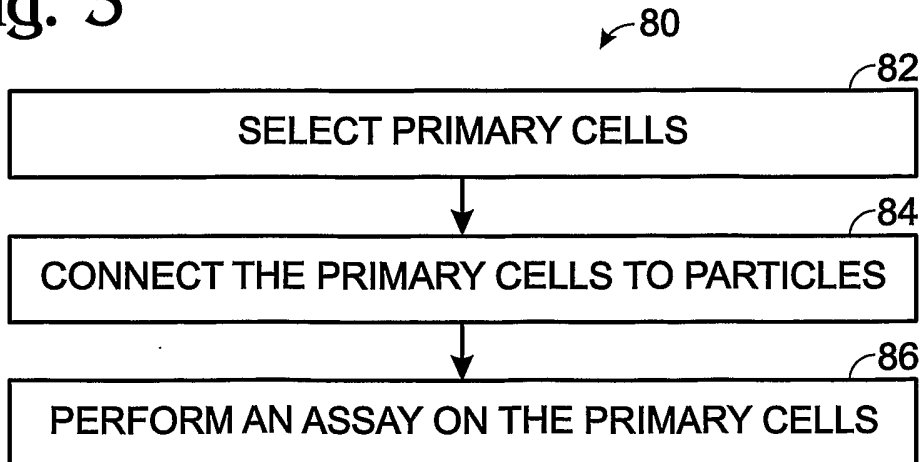 80
82
SELECT PRIMARY CELLS
84
CONNECT THE PRIMARY CELLS TO PARTICLES
86
PERFORM AN ASSAY ON THE PRIMARY CELLS